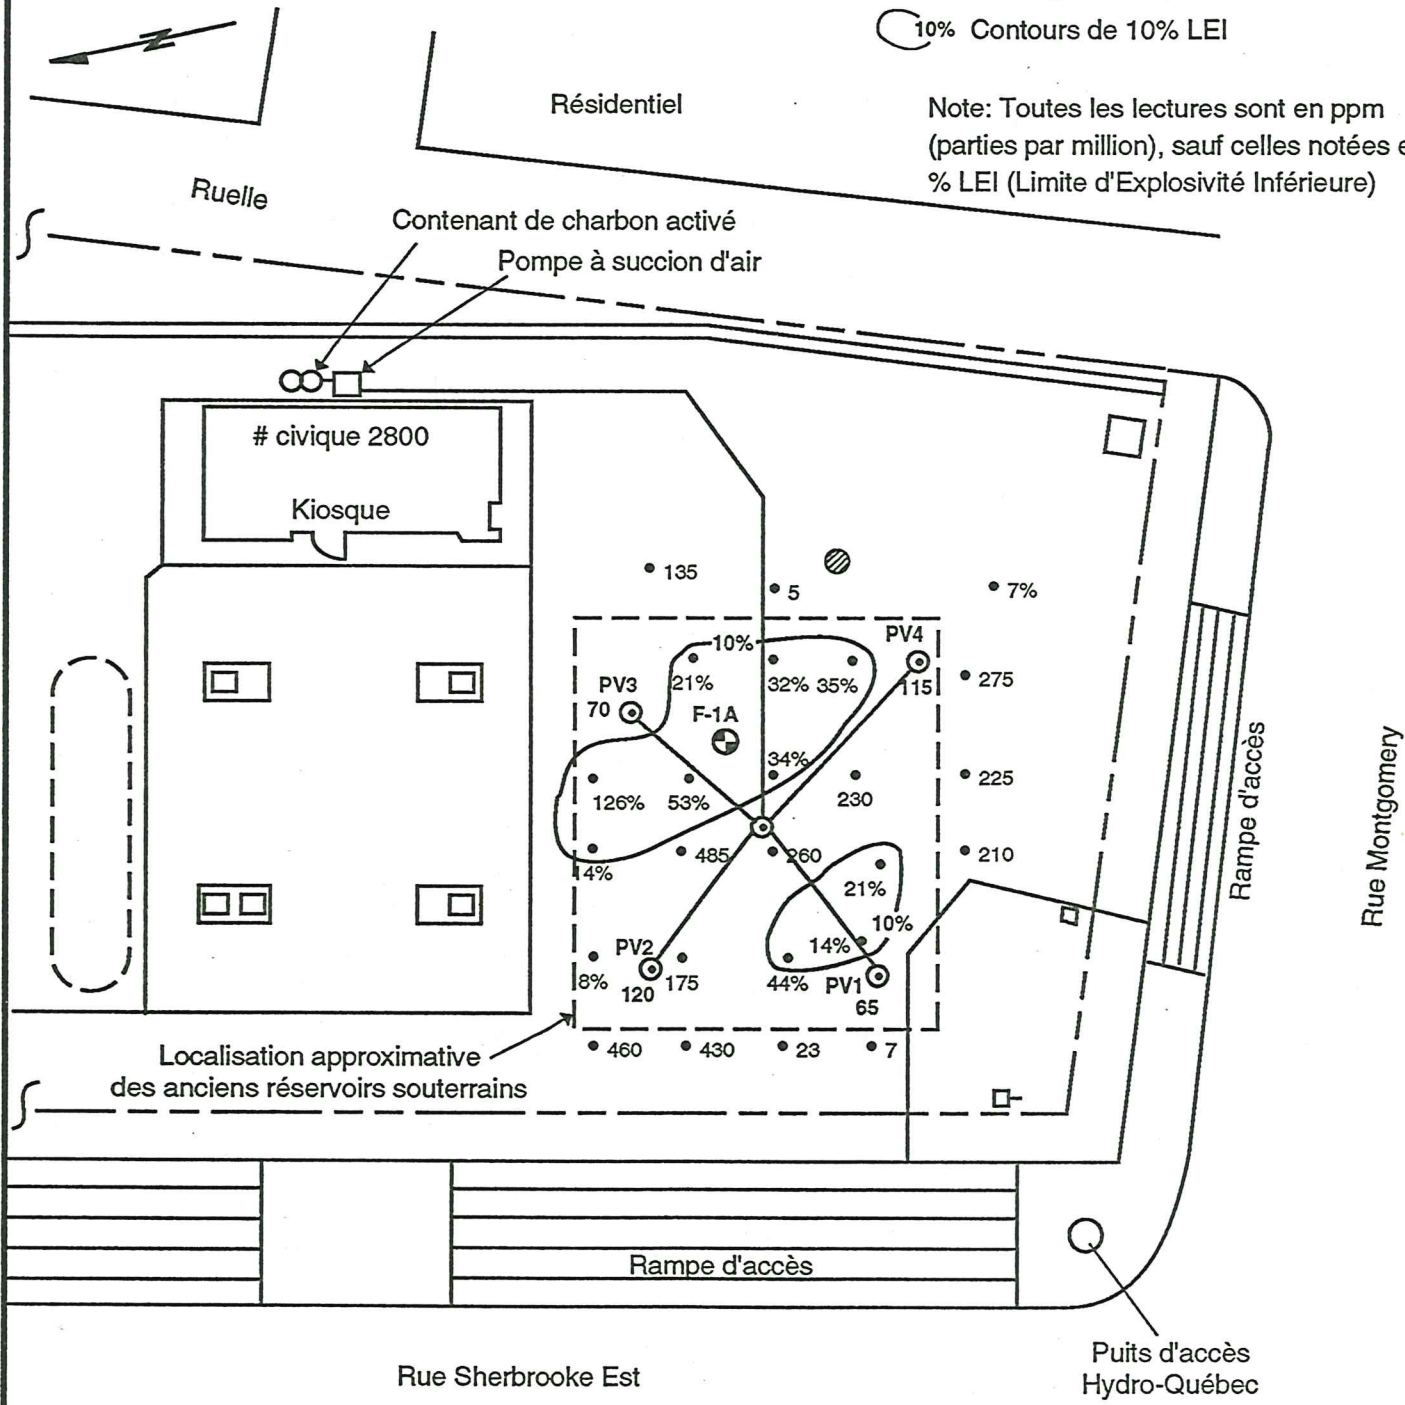 10% Contours de 10% LEI
Résidentiel
Note: Toutes les lectures sont en ppm
(parties par million), sauf celles notées e
% LEI (Limite d'Explosivité Inférieure)
N
Ruelle
Contenant de charbon activé
Pompe à succion d'air
# civique 2800
Kiosque
135
5
7%
10%
PV4
21%
32%
35%
115
275
PV3
70
F-1A
34%
126%
53%
230
225
485
260
210
14%
21%
10%
14%
PV2
8%
120
175
44%
PV1
65
460
430
23
7
Localisation approximative
des anciens réservoirs souterrains
Rampe d'accès
Rue Montgomery
Rampe d'accès
Rue Sherbrooke Est
Puits d'accès
Hydro-Québec